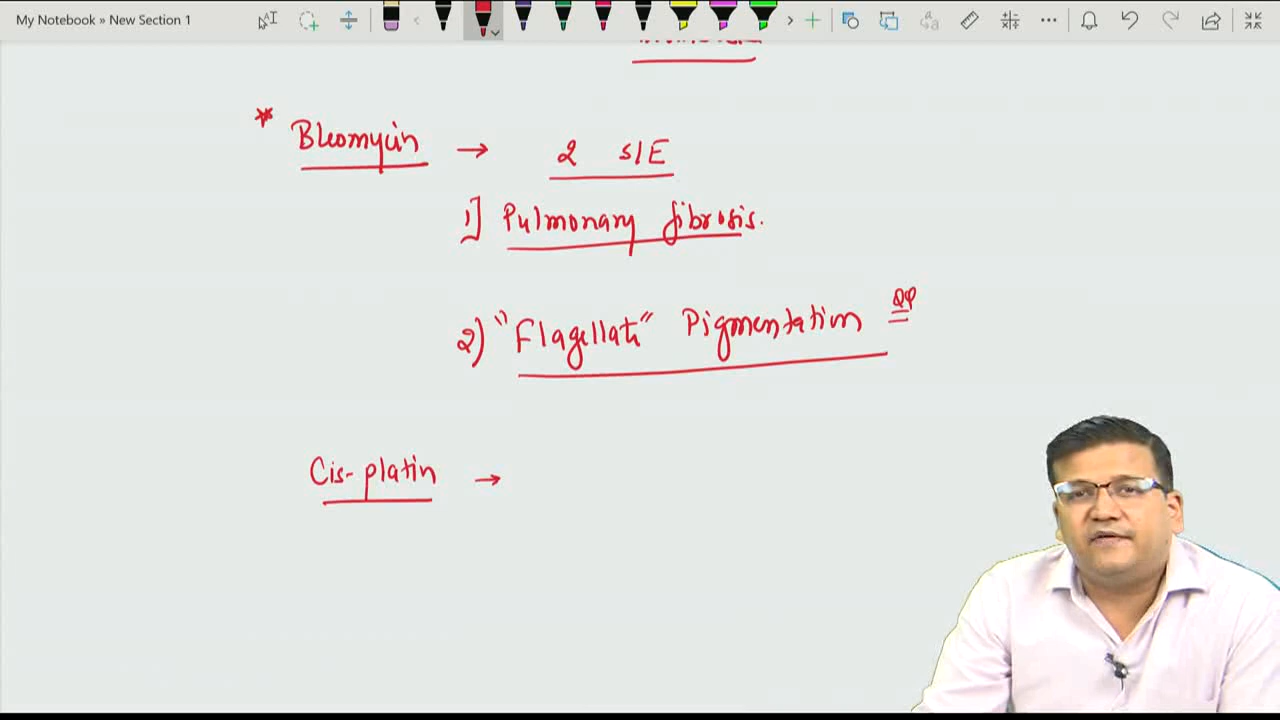 My Notebook » New Section 1
* Bleomycin → 2 S/E
1] Pulmonary fibrosis.
2) "Flagellate" Pigmentation
Cis-platin →